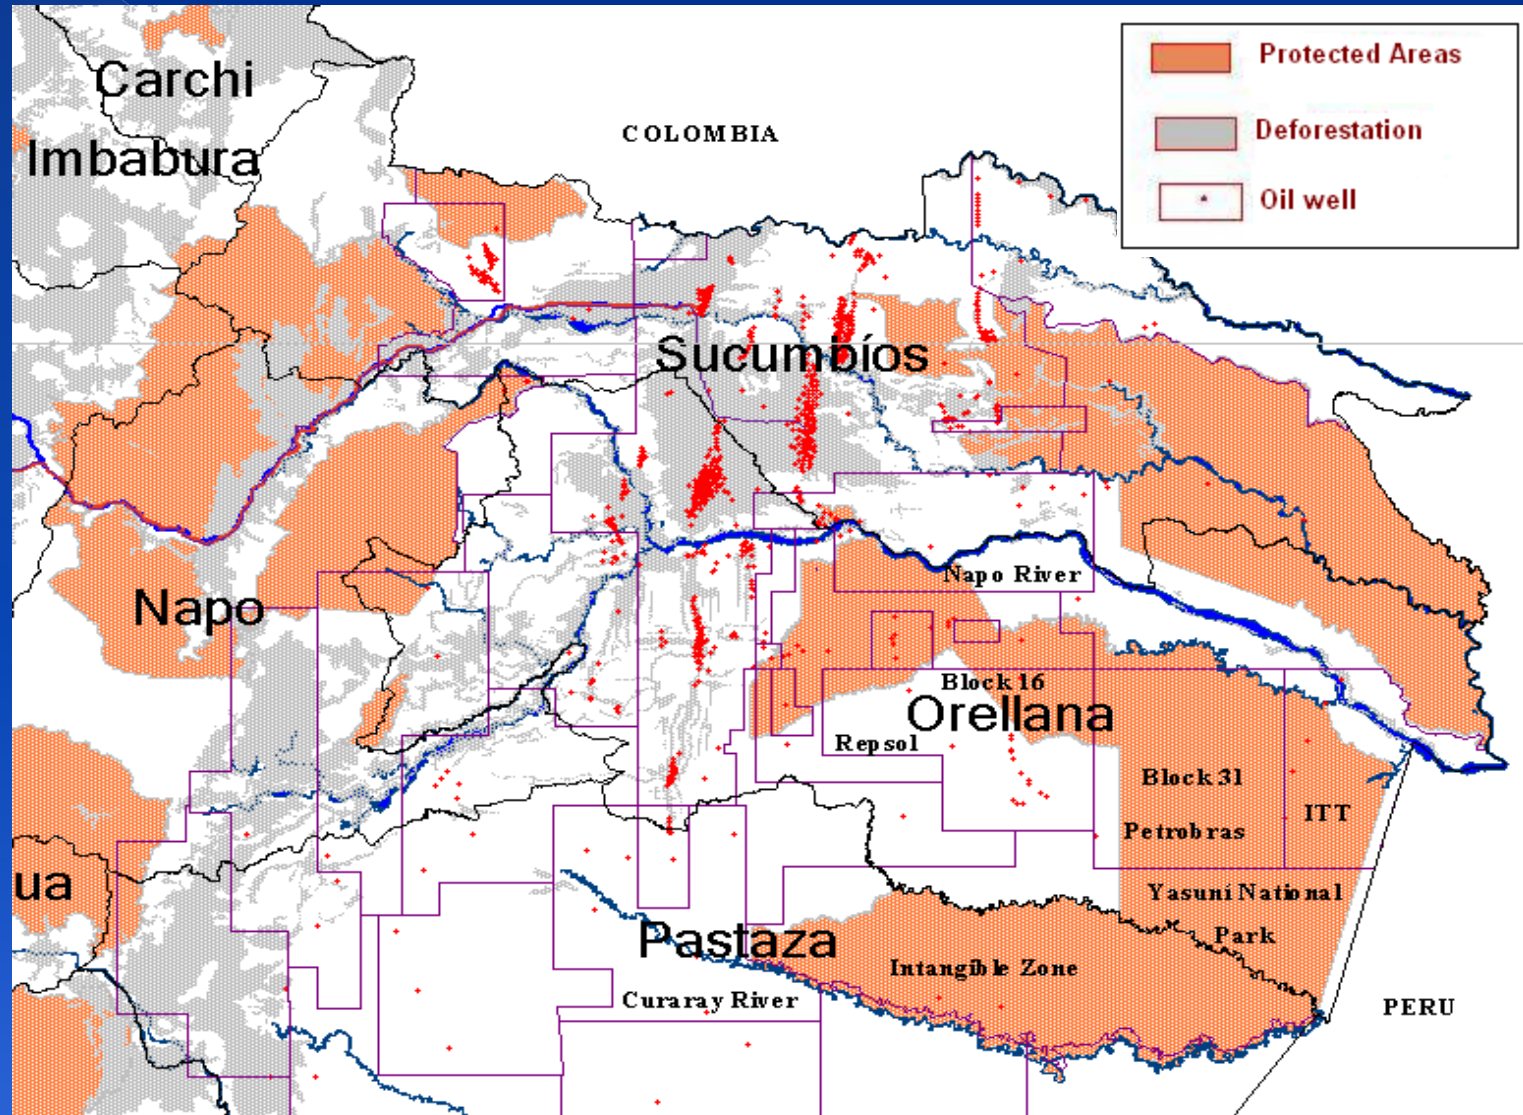 Protected Areas
Deforestation
Oil well
Carchi
COLOMBIA
Imbabura
Sucumbíos
Napo River
Napo
Block 16
Orellana
Repsol
Block 31
ITT
Petrobras
ua
Yasuni National
Park
Pastaza
Intangible Zone
Curaray River
PERU